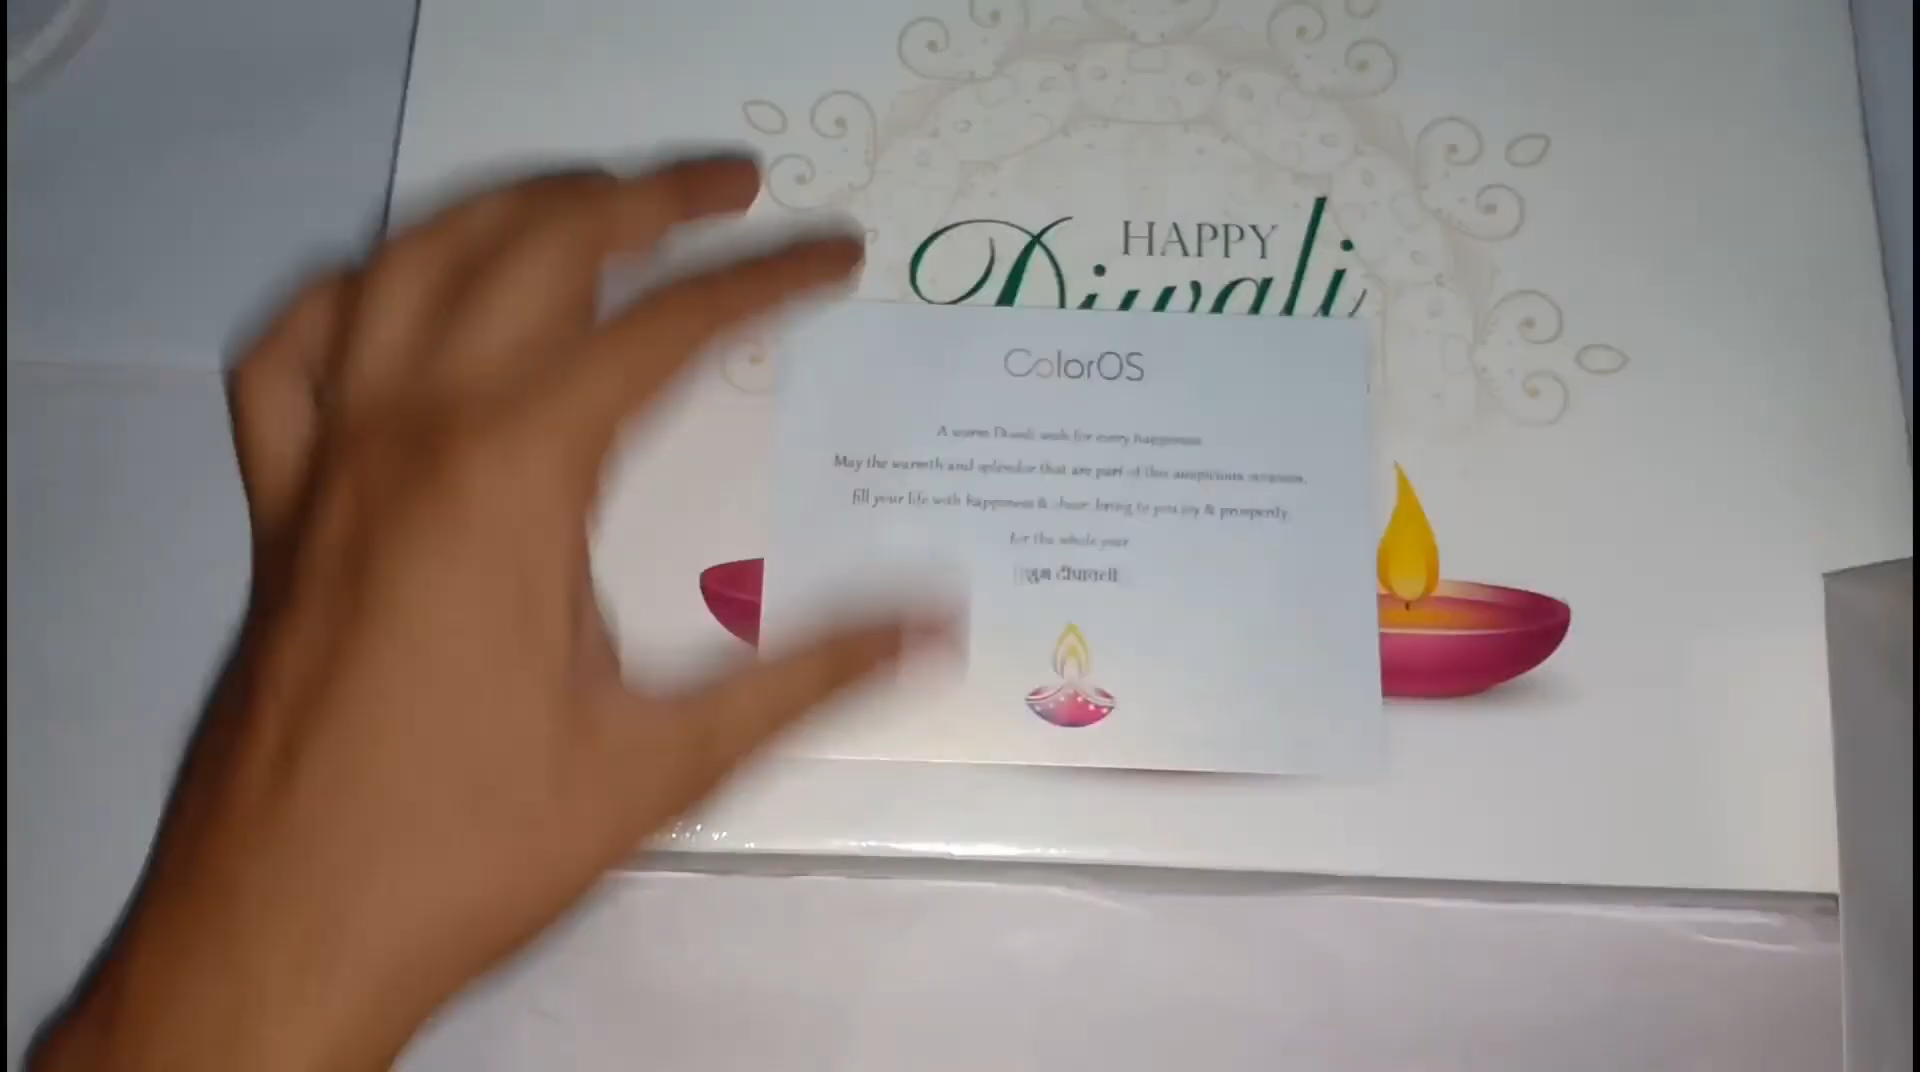 HAPPY
Diwali
ColorOS
A warm Diwali wish for every happiness
May the warmth and splendor that are part of this auspicious occasion,
fill your life with happiness & cheer, bring to you joy & prosperity,
for the whole year
शुभ दीपावली